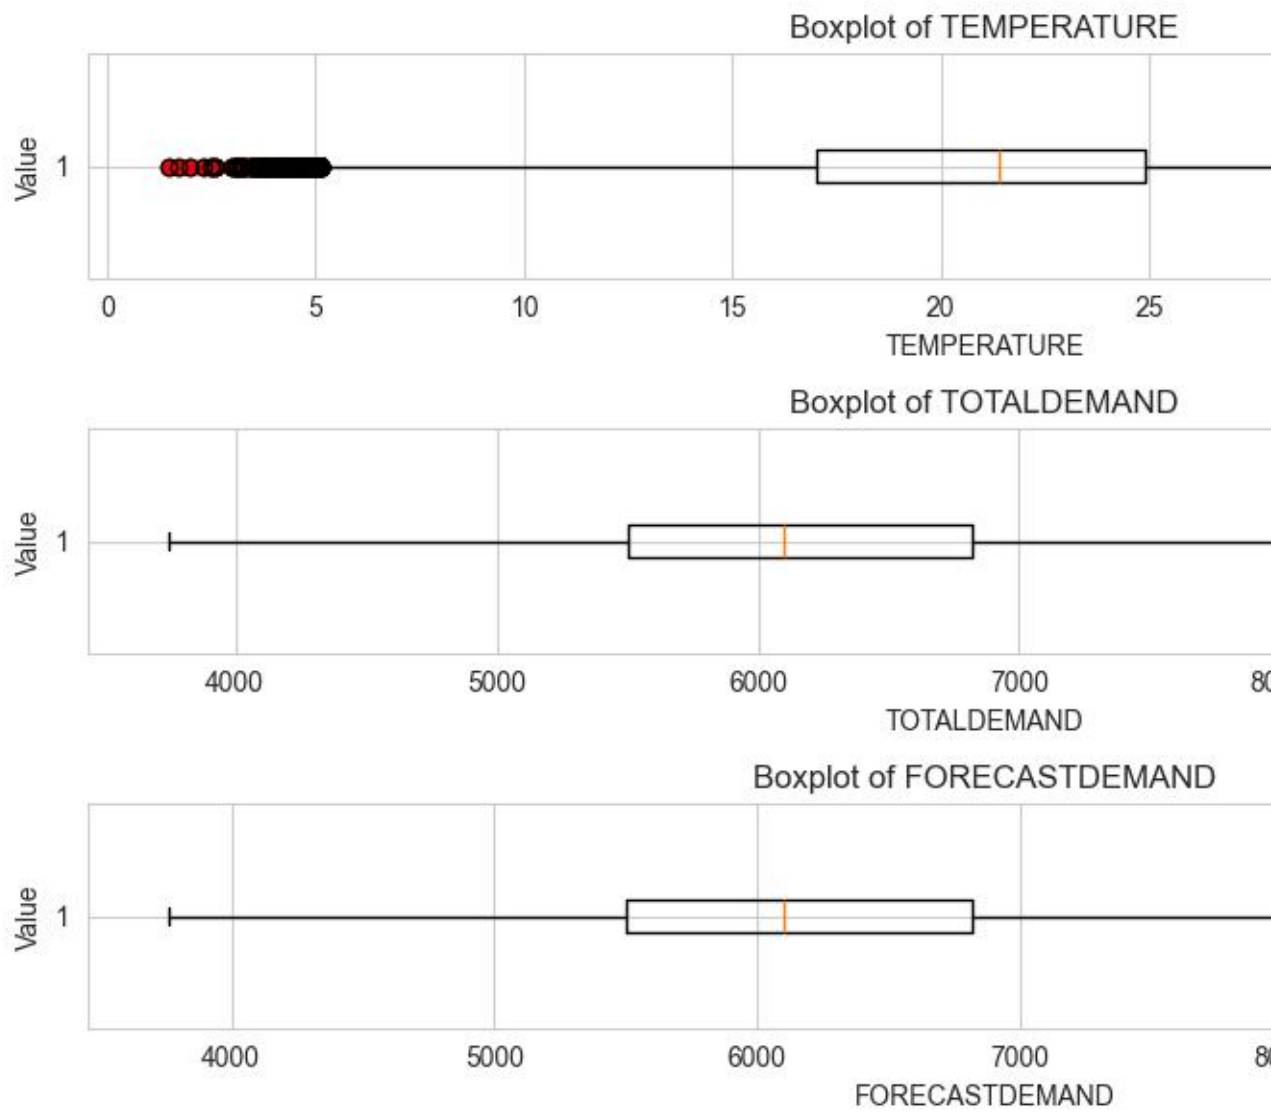 Boxplot of TEMPERATURE
Value
1
0 5 10 15 20 25
TEMPERATURE
Boxplot of TOTALDEMAND
Value
1
4000 5000 6000 7000
TOTALDEMAND
Boxplot of FORECASTDEMAND
Value
1
4000 5000 6000 7000
FORECASTDEMAND